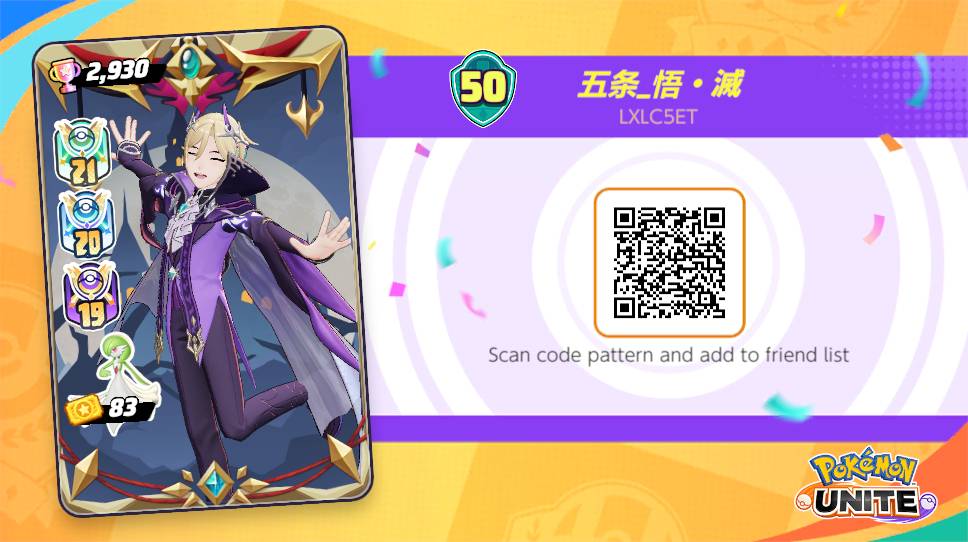 2,930
21
20
19
83
50
五条_悟・滅
LXLC5ET
Scan code pattern and add to friend list
POKéMON
UNITE